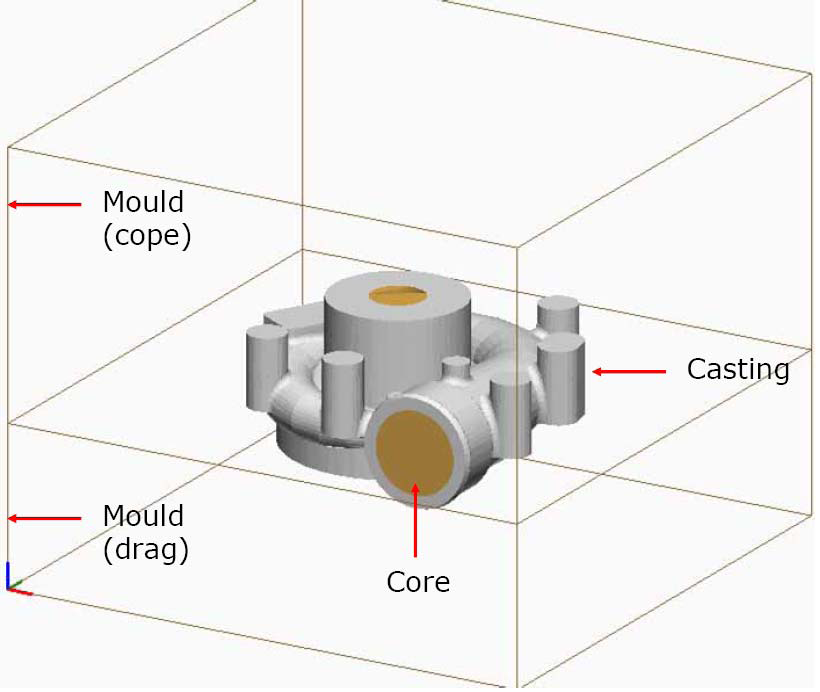 Mould
(cope)
Casting
Mould
(drag)
Core